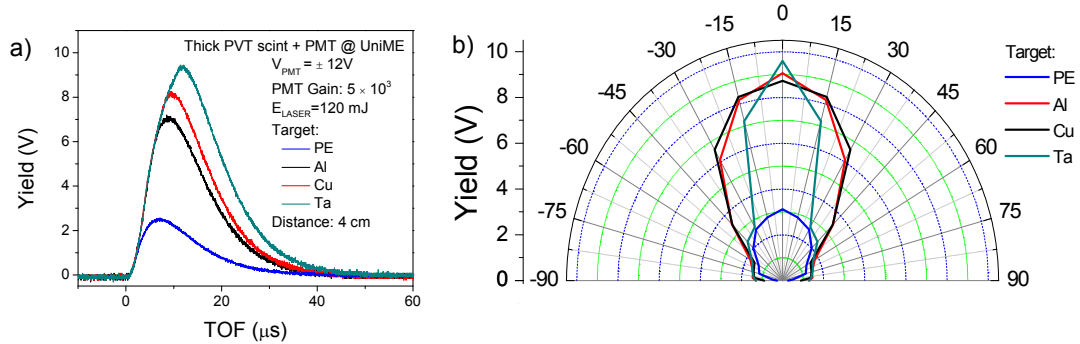 a)
Thick PVT scint + PMT @ UniME
V_PMT = ± 12V
PMT Gain: 5 × 10³
E_LASER=120 mJ
Target:
PE
Al
Cu
Ta
Distance: 4 cm
10
8
6
4
2
0
Yield (V)
0 20 40 60
TOF (μs)
b)
10
8
6
4
2
0
Yield (V)
-90 -75 -60 -45 -30 -15 0 15 30 45 60 75 90
Target:
PE
Al
Cu
Ta